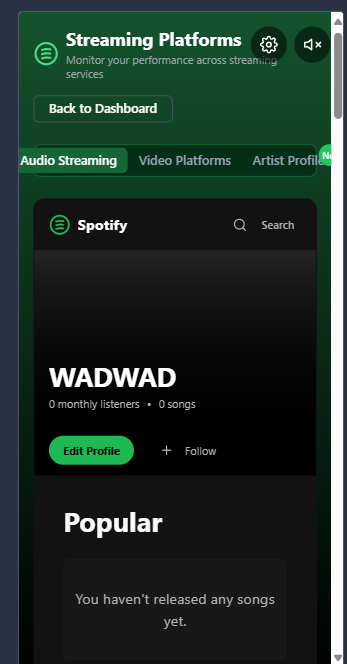 Streaming Platforms
Monitor your performance across streaming
services
Back to Dashboard
Audio Streaming Video Platforms Artist Profile
Spotify Search
WADWAD
0 monthly listeners • 0 songs
Edit Profile + Follow
Popular
You haven't released any songs
yet.